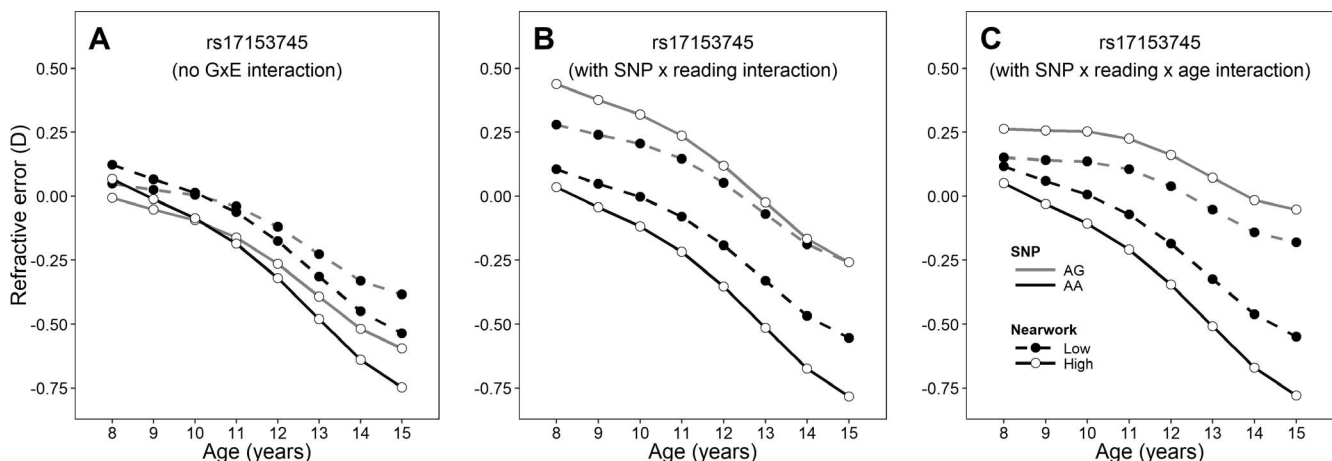 A
rs17153745
(no GxE interaction)
Refractive error (D)
0.50
0.25
0.00
-0.25
-0.50
-0.75
8 9 10 11 12 13 14 15
Age (years)
B
rs17153745
(with SNP x reading interaction)
0.50
0.25
0.00
-0.25
-0.50
-0.75
8 9 10 11 12 13 14 15
Age (years)
C
rs17153745
(with SNP x reading x age interaction)
0.50
0.25
0.00
-0.25
-0.50
-0.75
SNP
AG
AA
Nearwork
Low
High
8 9 10 11 12 13 14 15
Age (years)